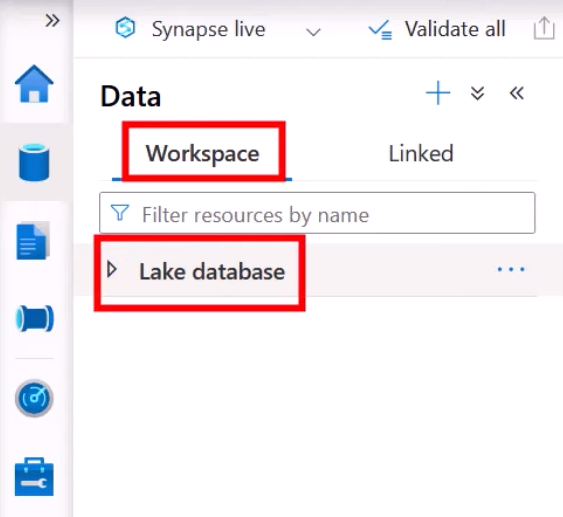 Synapse live
Validate all
Data
Workspace
Linked
Filter resources by name
Lake database